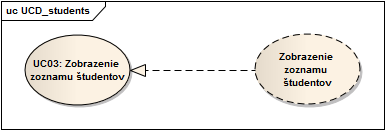 uc UCD_students
UC03: Zobrazenie
zoznamu študentov
Zobrazenie
zoznamu
študentov